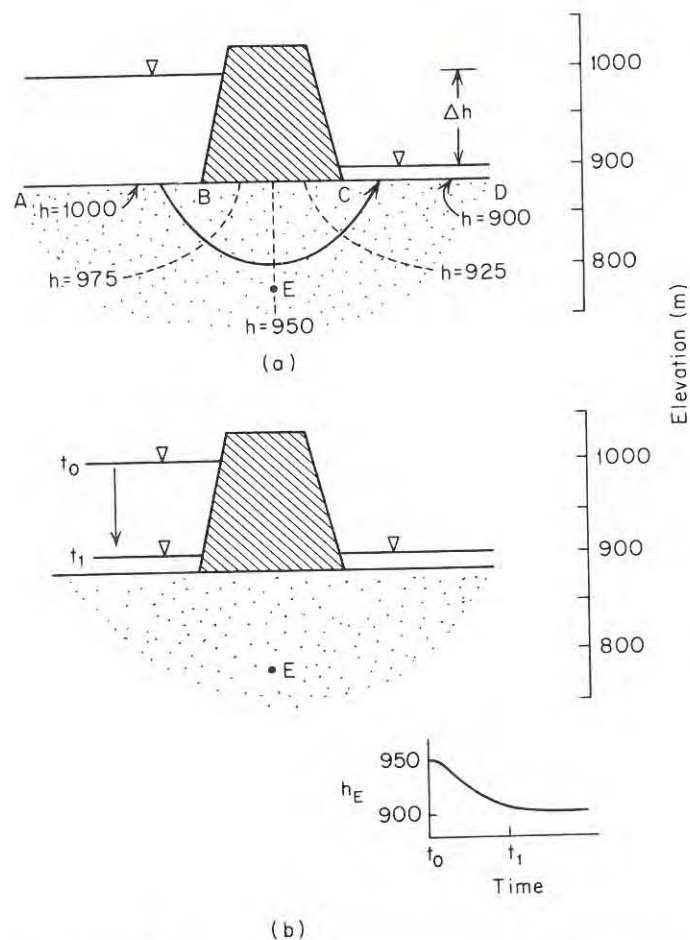 1000
Δh
900
A
B
C
D
h=1000
h=900
800
h=975
E
h=925
h=950
(a)
Elevation (m)
t₀
1000
t₁
900
800
E
950
hE
900
t₀
t₁
Time
(b)